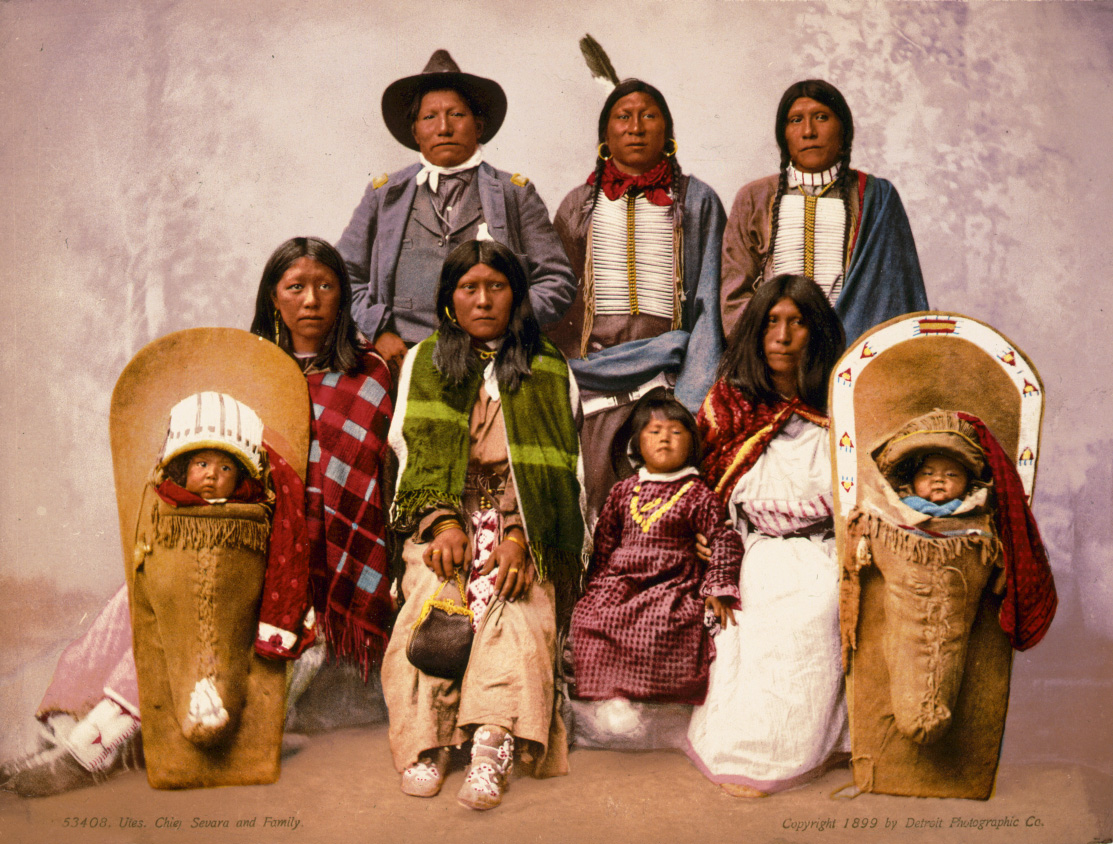 53408. Utes. Chief Sevara and Family.
Copyright 1899 by Detroit Photographic Co.